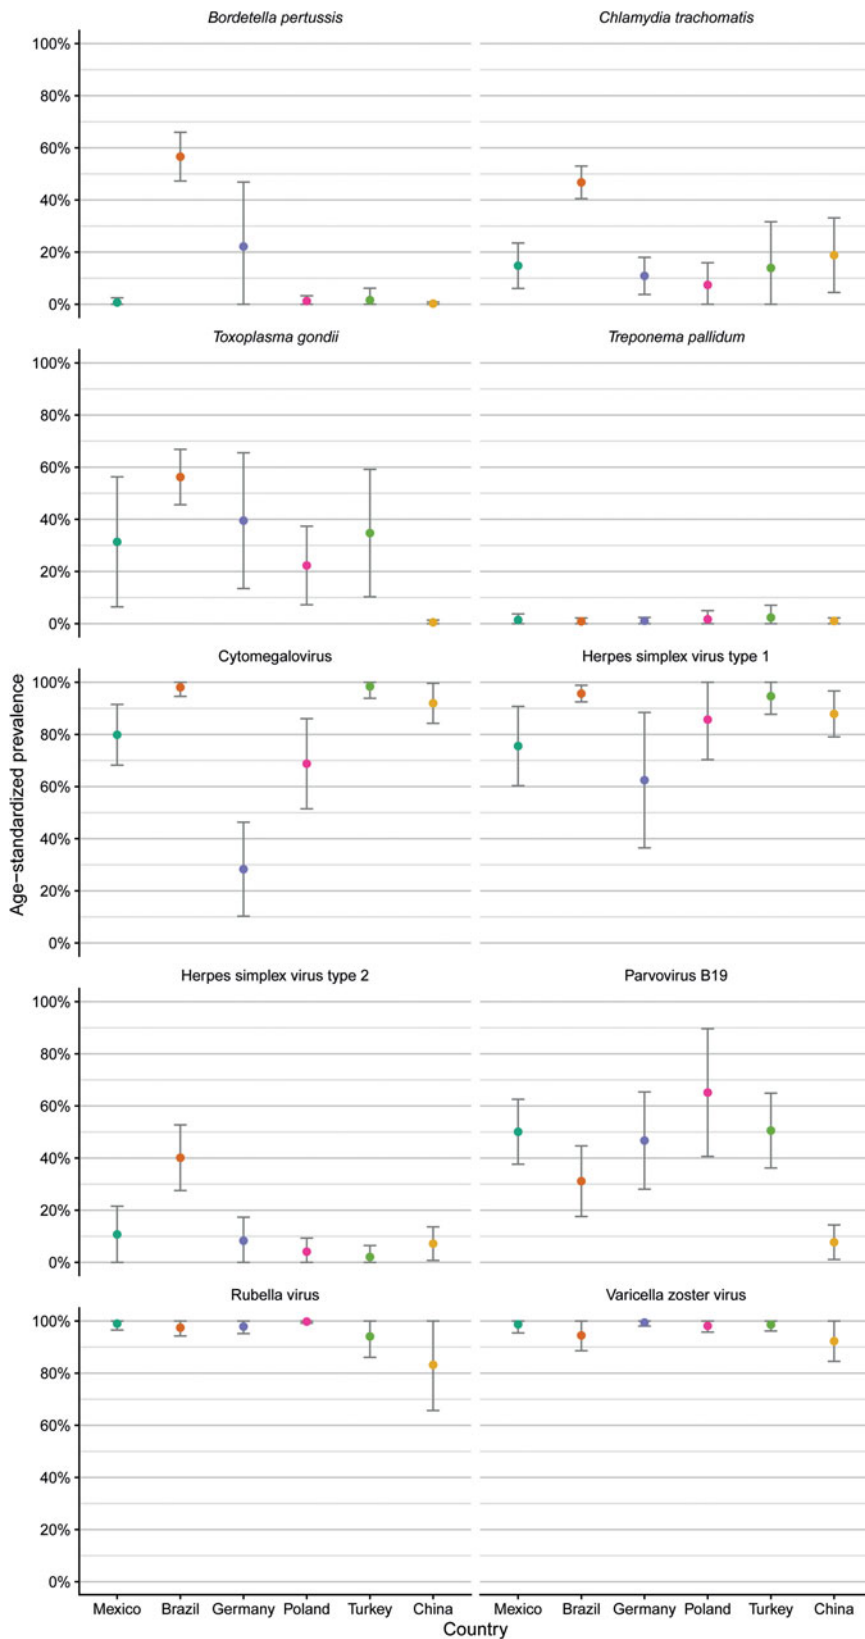 Bordetella pertussis
Chlamydia trachomatis
100%
80%
60%
40%
20%
0%
Toxoplasma gondii
Treponema pallidum
100%
80%
60%
40%
20%
0%
Cytomegalovirus
Herpes simplex virus type 1
100%
80%
60%
40%
20%
0%
Age−standardized prevalence
Herpes simplex virus type 2
Parvovirus B19
100%
80%
60%
40%
20%
0%
Rubella virus
Varicella zoster virus
100%
80%
60%
40%
20%
0%
Mexico Brazil Germany Poland Turkey China Mexico Brazil Germany Poland Turkey China
Country